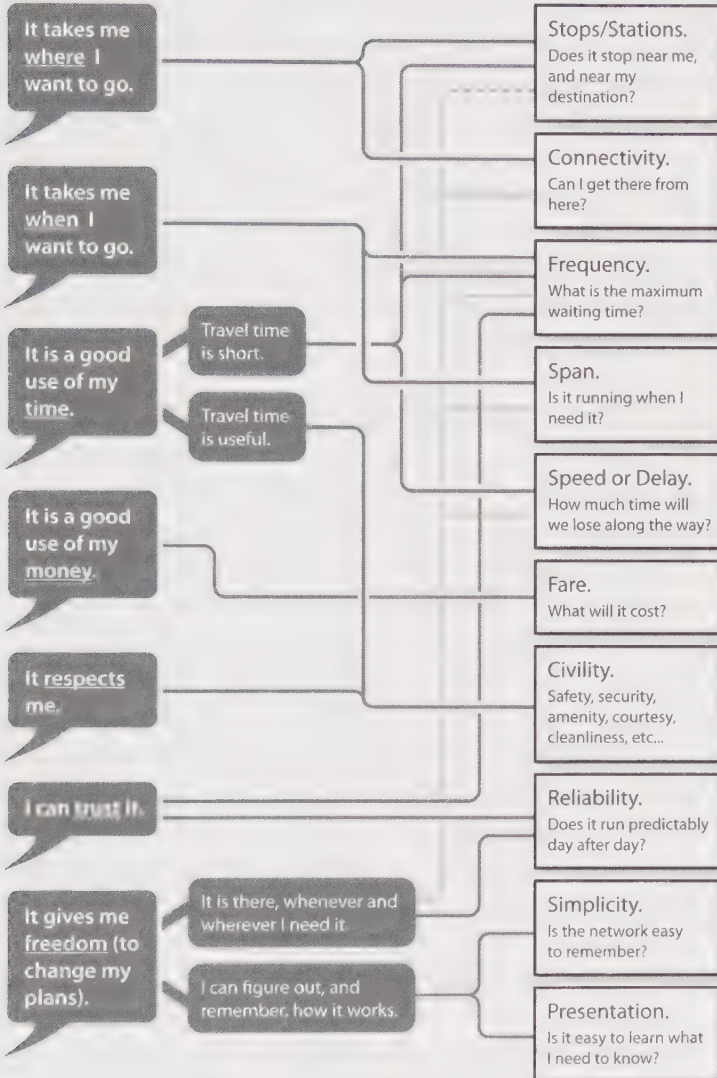 It takes me
where I
want to go.
It takes me
when I
want to go.
It is a good
use of my
time.
Travel time
is short.
Travel time
is useful.
It is a good
use of my
money.
It respects
me.
I can trust it.
It gives me
freedom (to
change my
plans).
It is there, whenever and
wherever I need it.
I can figure out, and
remember, how it works.
Stops/Stations.
Does it stop near me,
and near my
destination?
Connectivity.
Can I get there from
here?
Frequency.
What is the maximum
waiting time?
Span.
Is it running when I
need it?
Speed or Delay.
How much time will
we lose along the way?
Fare.
What will it cost?
Civility.
Safety, security,
amenity, courtesy,
cleanliness, etc...
Reliability.
Does it run predictably
day after day?
Simplicity.
Is the network easy
to remember?
Presentation.
Is it easy to learn what
I need to know?